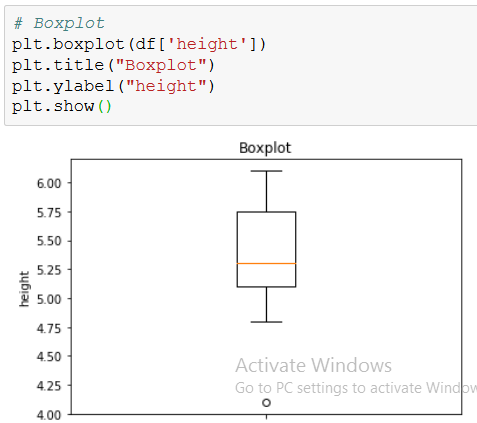 # Boxplot
plt.boxplot(df['height'])
plt.title("Boxplot")
plt.ylabel("height")
plt.show()
Boxplot
6.00
5.75
5.50
5.25
5.00
4.75
4.50
4.25
4.00
height
Activate Windows
Go to PC settings to activate Window